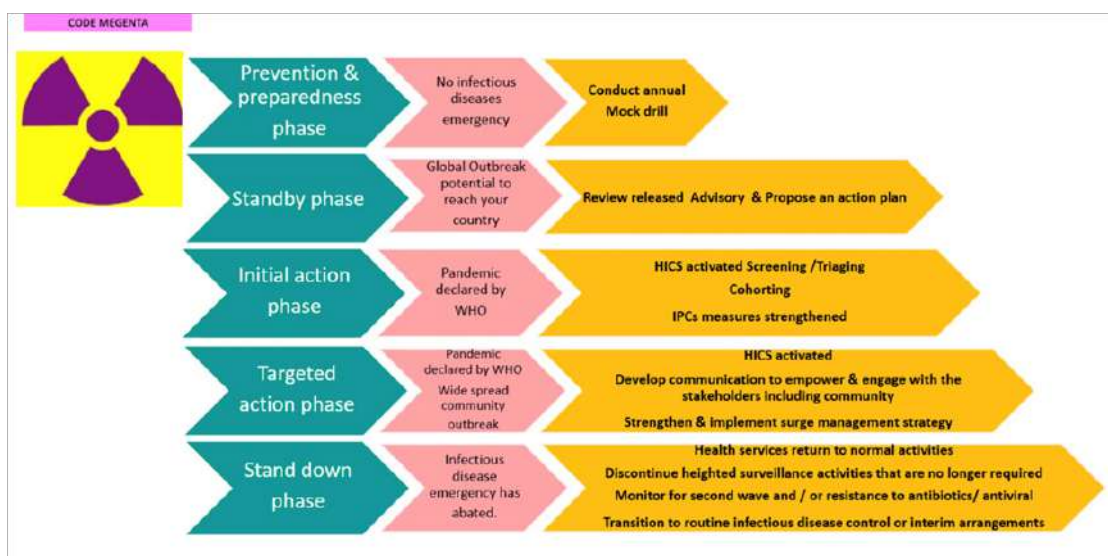 CODE MEGENTA
Prevention &
preparedness
phase
No infectious
diseases
emergency
Conduct annual
Mock drill
Standby phase
Global Outbreak
potential to
reach your
country
Review released Advisory & Propose an action plan
Initial action
phase
Pandemic
declared by
WHO
HICS activated Screening /Triaging
Cohorting
IPCs measures strengthened
Targeted
action phase
Pandemic
declared by WHO
Wide spread
community
outbreak
HICS activated
Develop communication to empower & engage with the
stakeholders including community
Strengthen & implement surge management strategy
Stand down
phase
Infectious
disease
emergency has
abated.
Health services return to normal activities
Discontinue heighted surveillance activities that are no longer required
Monitor for second wave and / or resistance to antibiotics/ antiviral
Transition to routine infectious disease control or interim arrangements